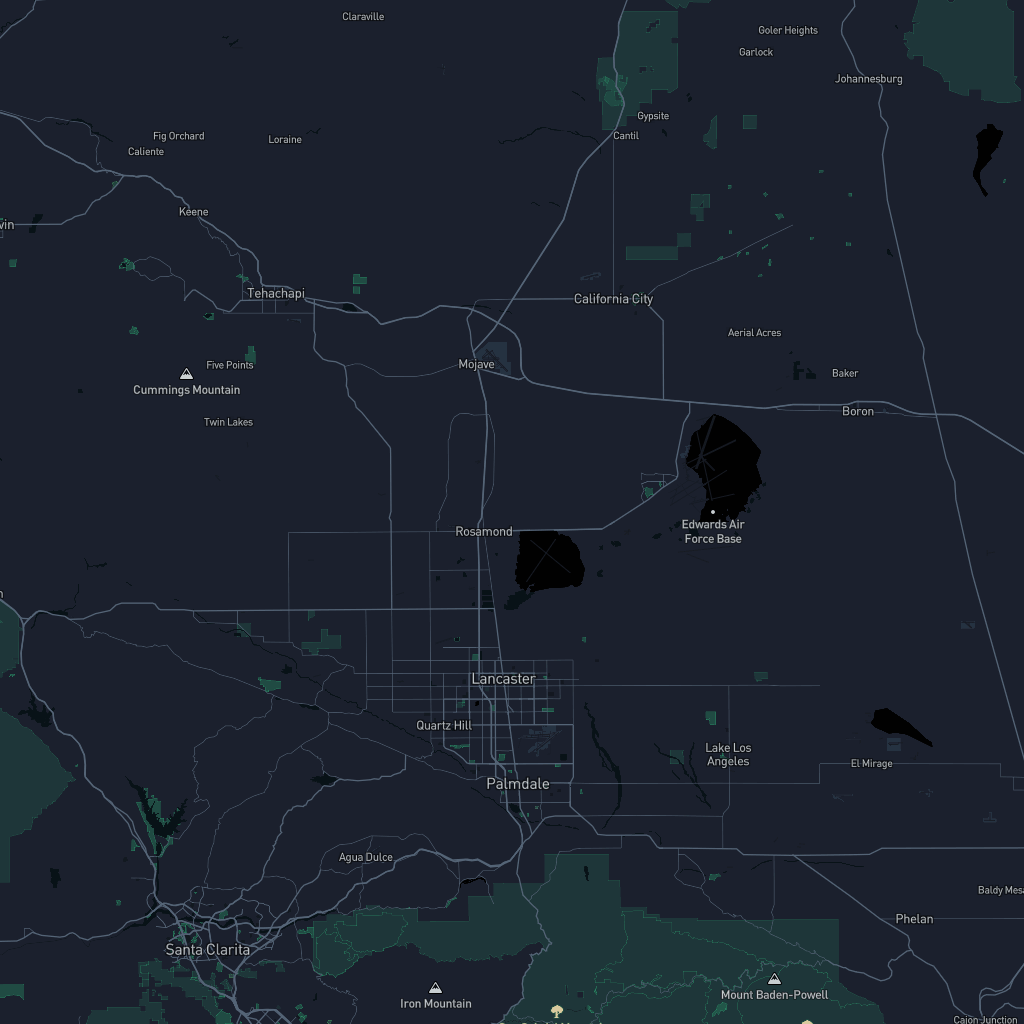 Claraville
Goler Heights
Garlock
Johannesburg
Gypsite
Cantil
Fig Orchard
Loraine
Caliente
Keene
vin
Tehachapi
California City
Aerial Acres
Mojave
Five Points
Baker
Cummings Mountain
Boron
Twin Lakes
Edwards Air
Force Base
Rosamond
Lancaster
Quartz Hill
Lake Los
Angeles
El Mirage
Palmdale
Agua Dulce
Baldy Mesa
Phelan
Santa Clarita
Mount Baden-Powell
Iron Mountain
Cajon Junction